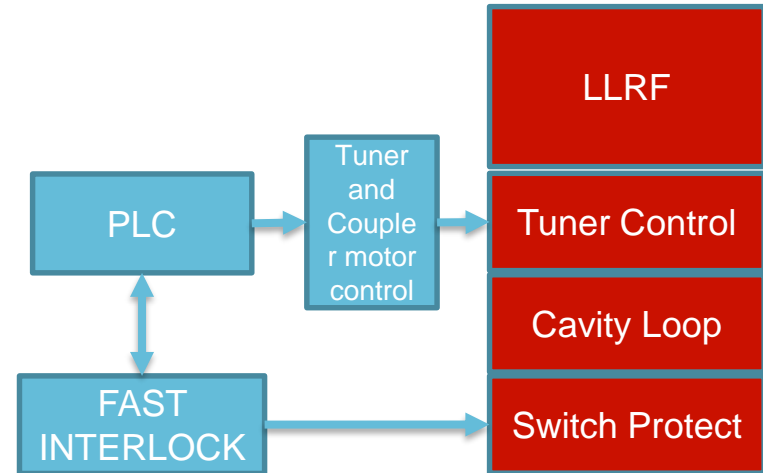 LLRF
Tuner
and
Couple
r motor
control
PLC
Tuner Control
Cavity Loop
FAST
INTERLOCK
Switch Protect